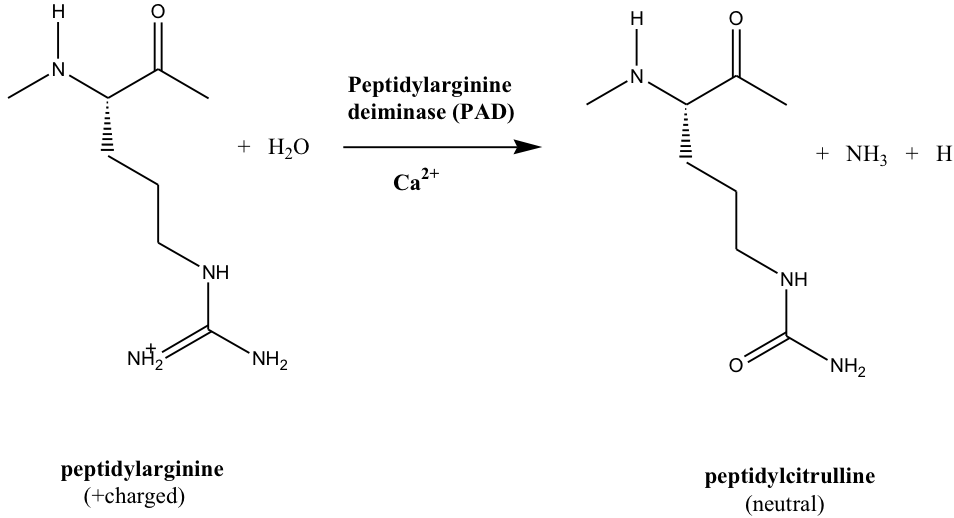 H
O
N
+ H₂O
Peptidylarginine
deiminase (PAD)
Ca²⁺
H
O
N
+ NH₃ + H
NH
NH₂⁺
NH₂
NH
O
NH₂
peptidylarginine
(+charged)
peptidylcitrulline
(neutral)